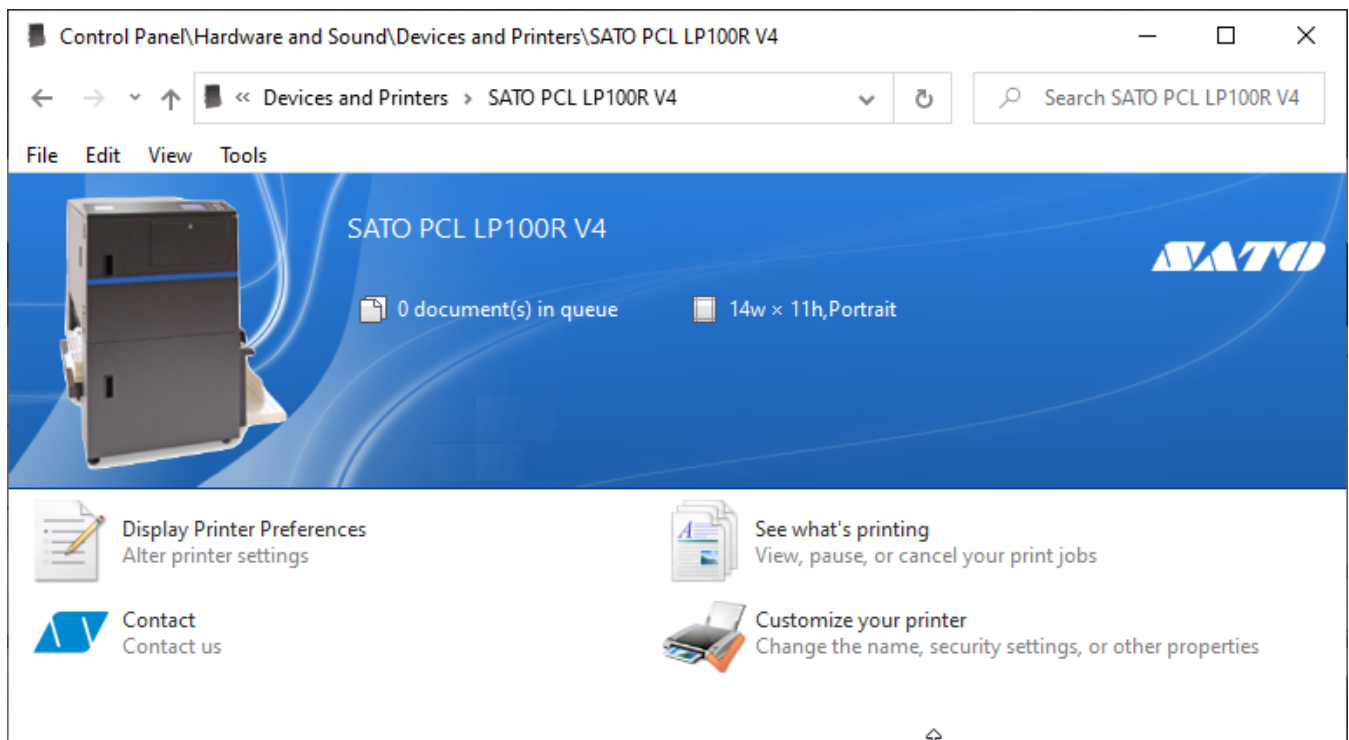 Control Panel\Hardware and Sound\Devices and Printers\SATO PCL LP100R V4
« Devices and Printers > SATO PCL LP100R V4
Search SATO PCL LP100R V4
File Edit View Tools
SATO PCL LP100R V4
SATO
0 document(s) in queue
14w × 11h,Portrait
Display Printer Preferences
Alter printer settings
See what's printing
View, pause, or cancel your print jobs
Contact
Contact us
Customize your printer
Change the name, security settings, or other properties